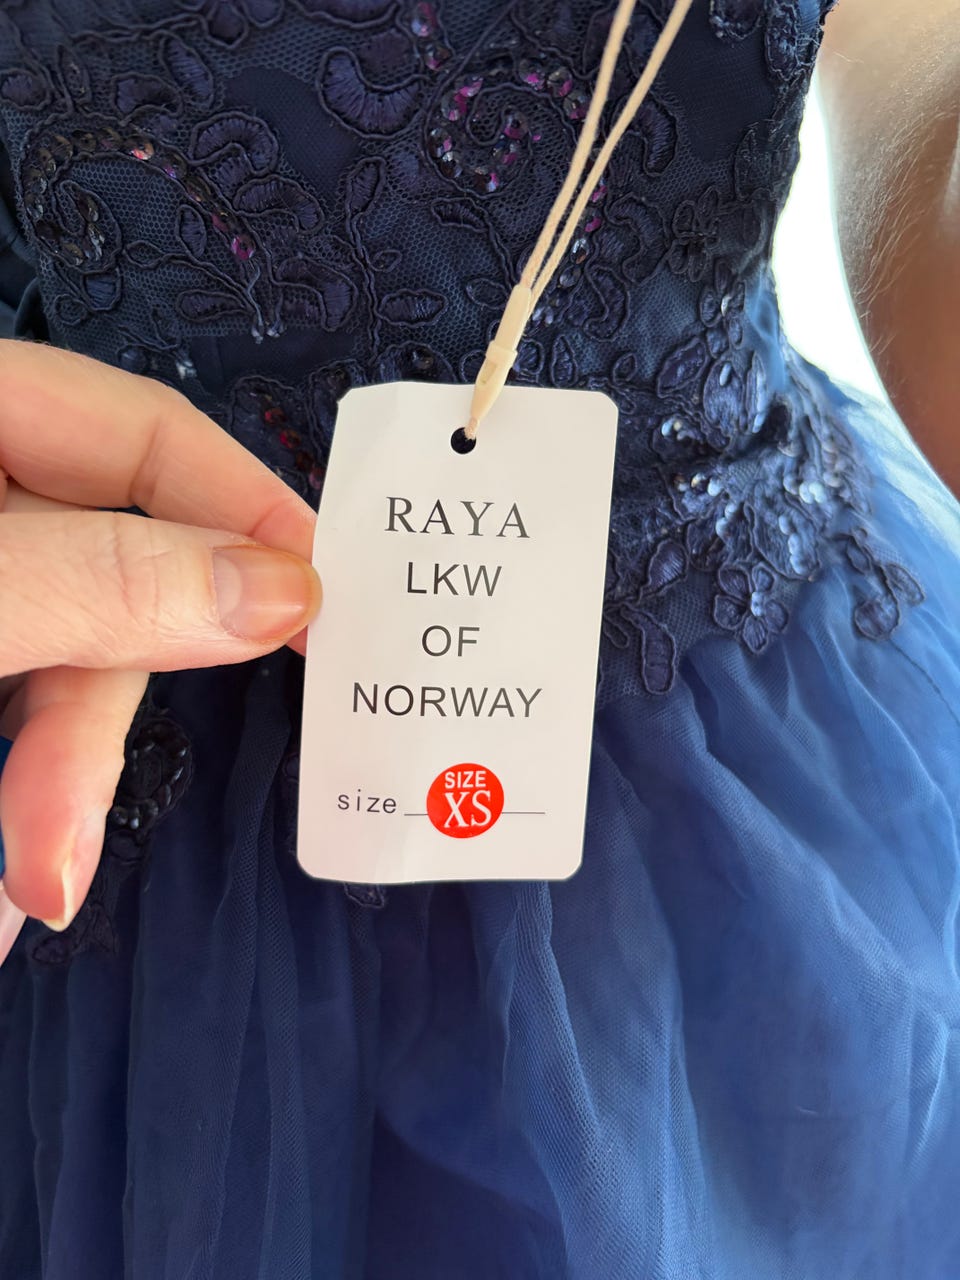 RAYA
LKW
OF
NORWAY
size
SIZE
XS